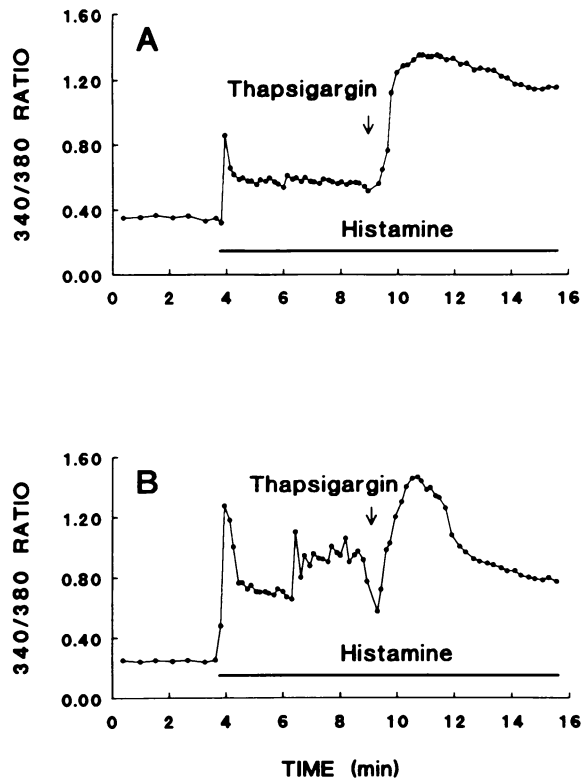 A
340/380 RATIO
1.60
1.20
0.80
0.40
0.00
Thapsigargin
Histamine
0 2 4 6 8 10 12 14 16
B
340/380 RATIO
1.60
1.20
0.80
0.40
0.00
Thapsigargin
Histamine
0 2 4 6 8 10 12 14 16
TIME (min)